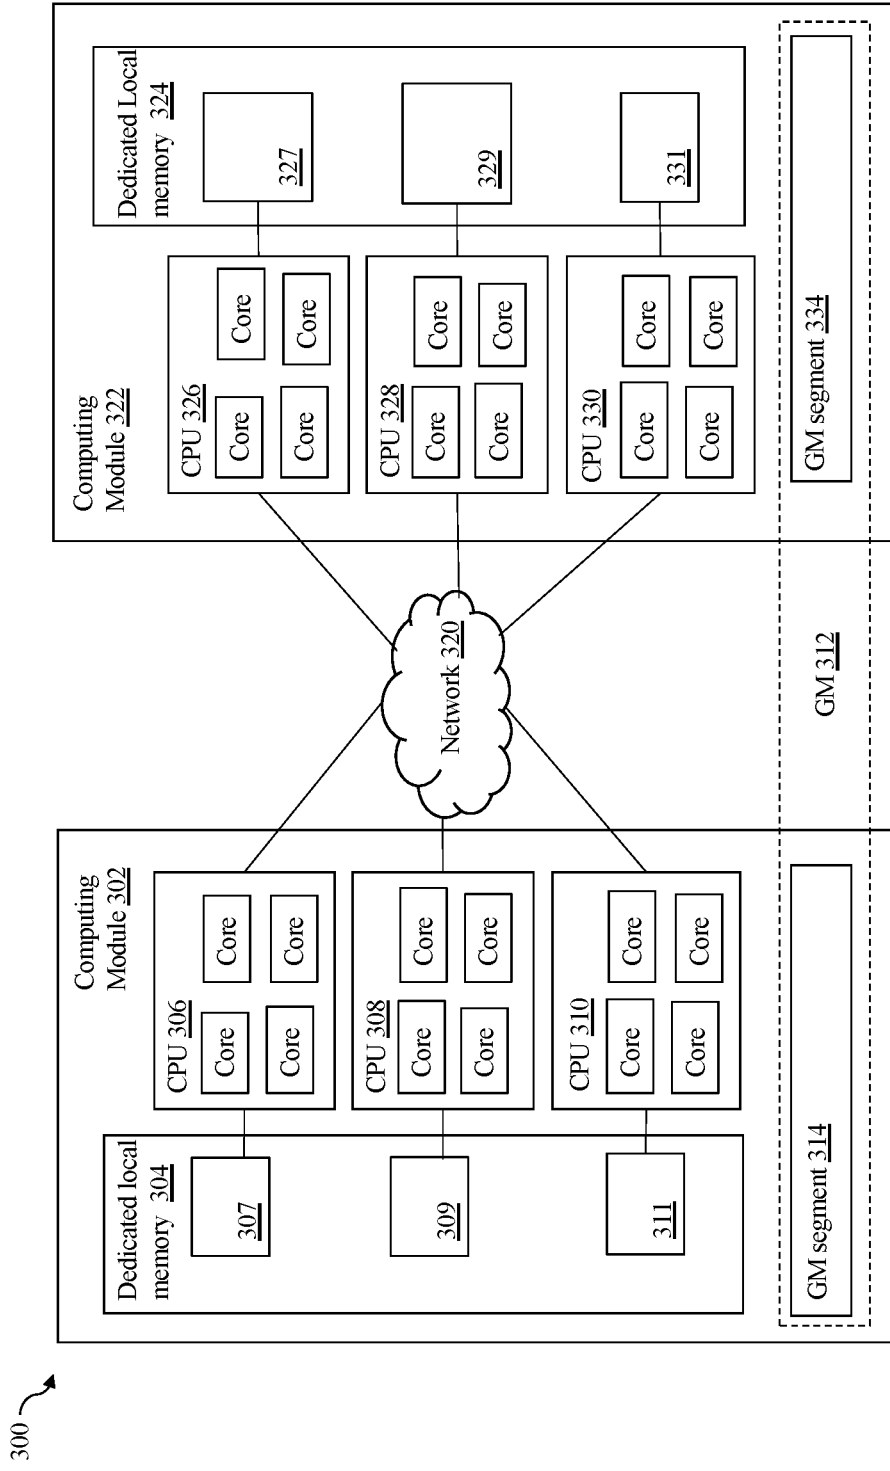 300
Computing
Module 302
Dedicated local
memory 304
307
309
311
CPU 306
Core
Core
Core
Core
CPU 308
Core
Core
Core
Core
CPU 310
Core
Core
Core
Core
GM segment 314
Network 320
GM 312
Computing
Module 322
CPU 326
Core
Core
Core
Core
CPU 328
Core
Core
Core
Core
CPU 330
Core
Core
Core
Core
Dedicated Local
memory 324
327
329
331
GM segment 334